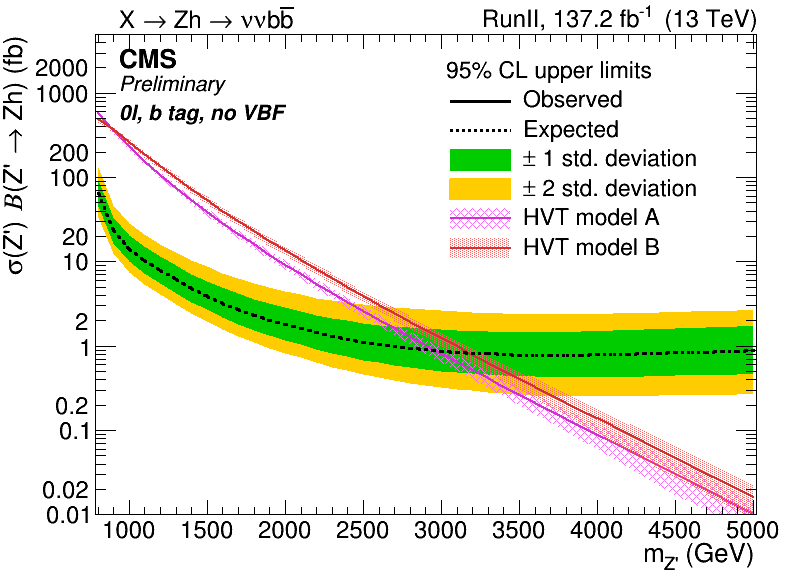 X → Zh → ννbb̅
RunII, 137.2 fb⁻¹ (13 TeV)
σ(Z') B(Z' → Zh) (fb)
CMS
Preliminary
0l, b tag, no VBF
95% CL upper limits
Observed
Expected
± 1 std. deviation
± 2 std. deviation
HVT model A
HVT model B
2000
1000
200
100
20
10
2
1
0.2
0.1
0.02
0.01
1000 1500 2000 2500 3000 3500 4000 4500 5000
m_Z' (GeV)